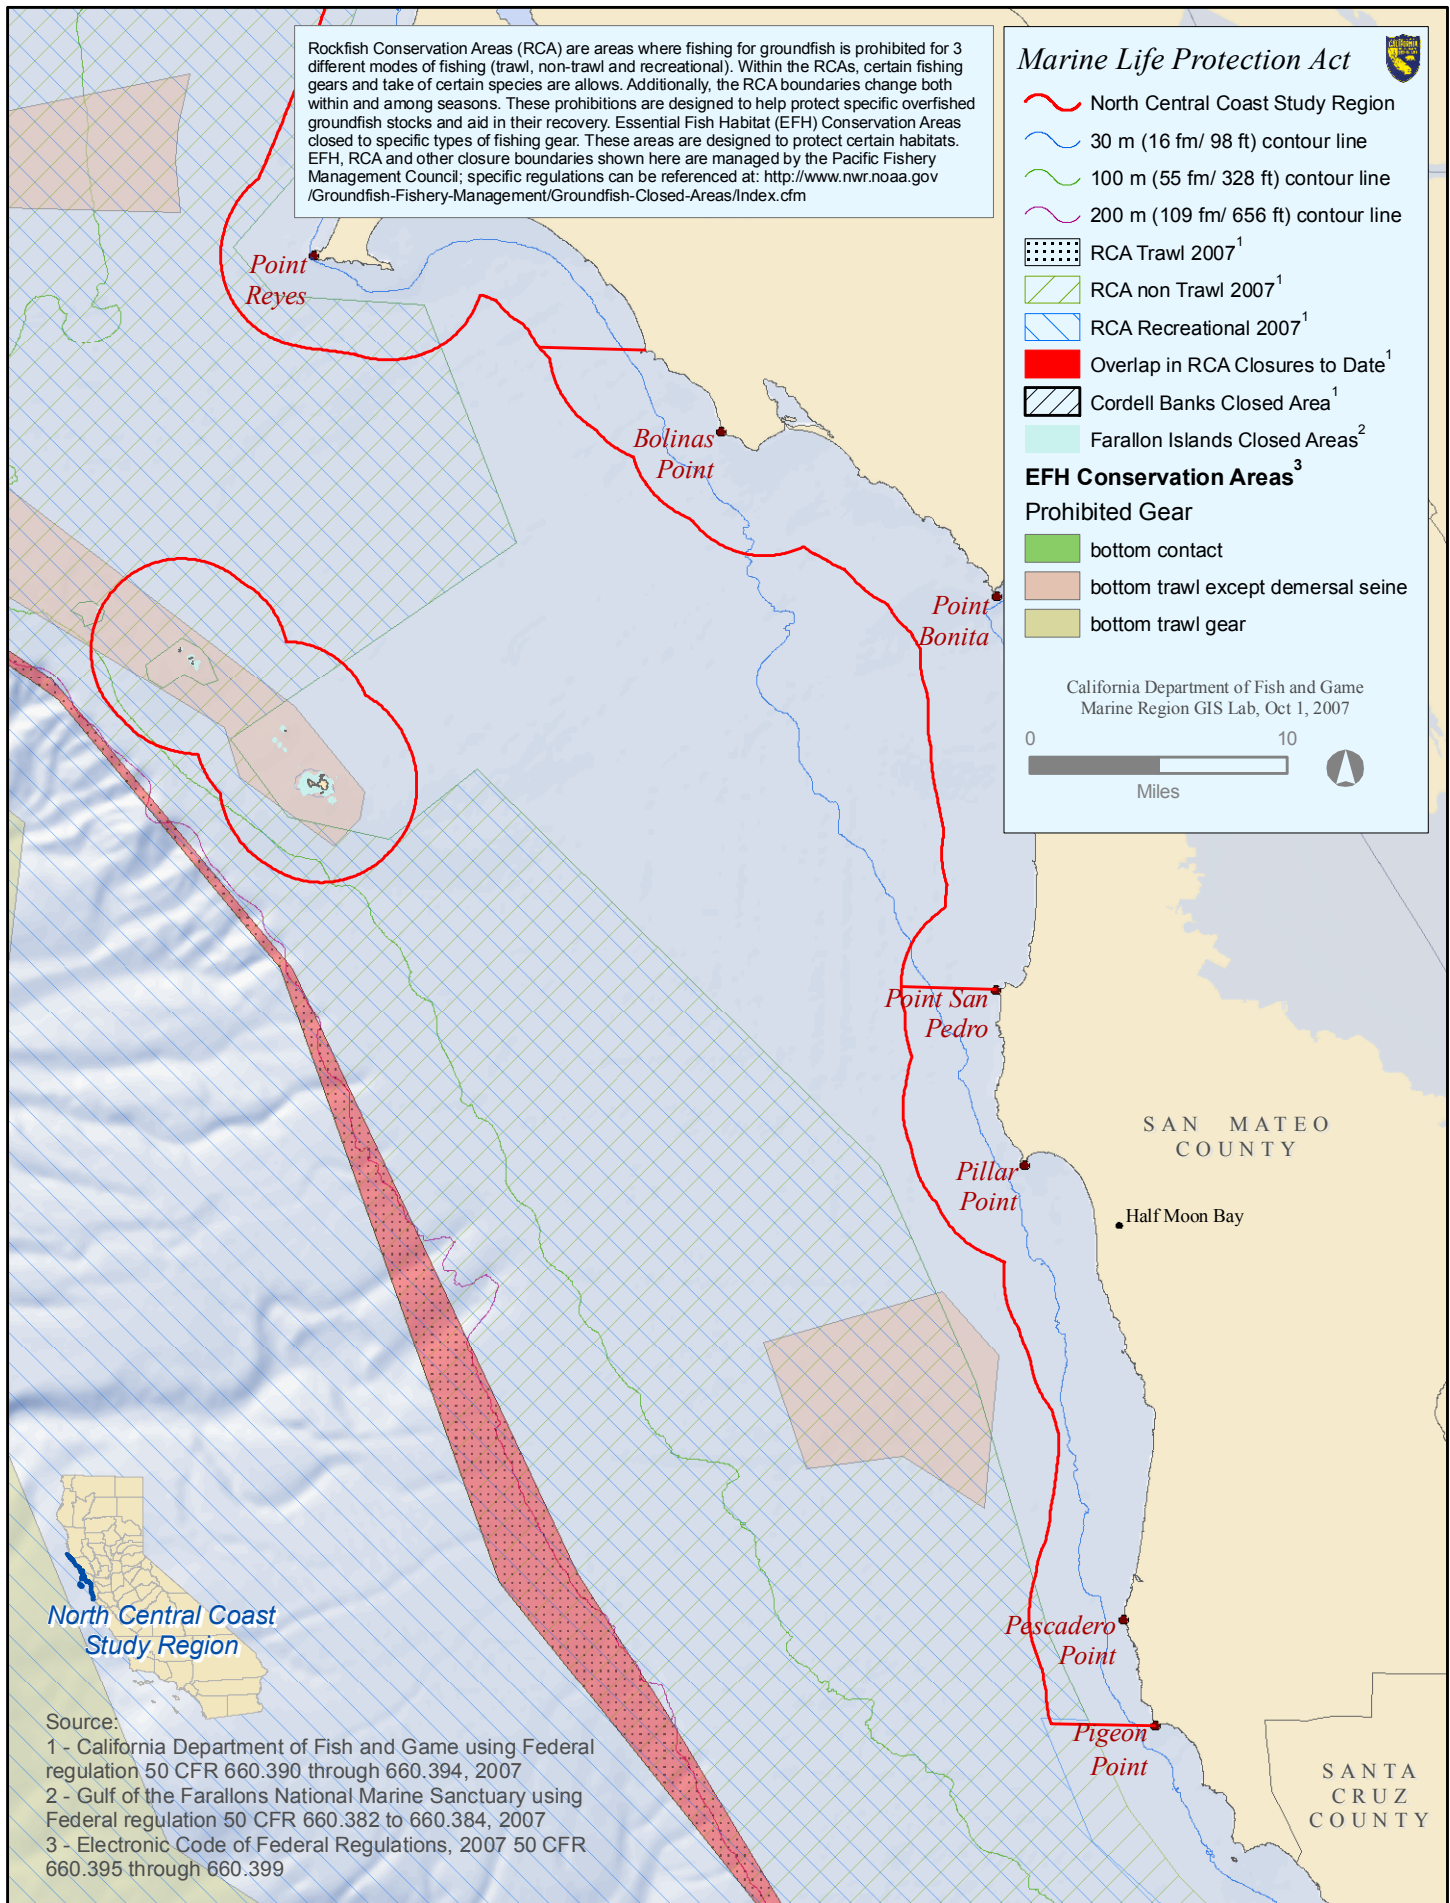 Rockfish Conservation Areas (RCA) are areas where fishing for groundfish is prohibited for 3
different modes of fishing (trawl, non-trawl and recreational). Within the RCAs, certain fishing
gears and take of certain species are allows. Additionally, the RCA boundaries change both
within and among seasons. These prohibitions are designed to help protect specific overfished
groundfish stocks and aid in their recovery. Essential Fish Habitat (EFH) Conservation Areas
closed to specific types of fishing gear. These areas are designed to protect certain habitats.
EFH, RCA and other closure boundaries shown here are managed by the Pacific Fishery
Management Council; specific regulations can be referenced at: http://www.nwr.noaa.gov
/Groundfish-Fishery-Management/Groundfish-Closed-Areas/Index.cfm
Marine Life Protection Act
CALIFORNIA
North Central Coast Study Region
30 m (16 fm/ 98 ft) contour line
100 m (55 fm/ 328 ft) contour line
200 m (109 fm/ 656 ft) contour line
RCA Trawl 2007¹
RCA non Trawl 2007¹
RCA Recreational 2007¹
Overlap in RCA Closures to Date¹
Cordell Banks Closed Area¹
Farallon Islands Closed Areas²
EFH Conservation Areas³
Prohibited Gear
bottom contact
bottom trawl except demersal seine
bottom trawl gear
California Department of Fish and Game
Marine Region GIS Lab, Oct 1, 2007
0 10
Miles
Point
Reyes
Bolinas
Point
Point
Bonita
Point San
Pedro
SAN MATEO
COUNTY
Pillar
Point
Half Moon Bay
Pescadero
Point
Pigeon
Point
SANTA
CRUZ
COUNTY
North Central Coast
Study Region
Source:
1 - California Department of Fish and Game using Federal
regulation 50 CFR 660.390 through 660.394, 2007
2 - Gulf of the Farallons National Marine Sanctuary using
Federal regulation 50 CFR 660.382 to 660.384, 2007
3 - Electronic Code of Federal Regulations, 2007 50 CFR
660.395 through 660.399